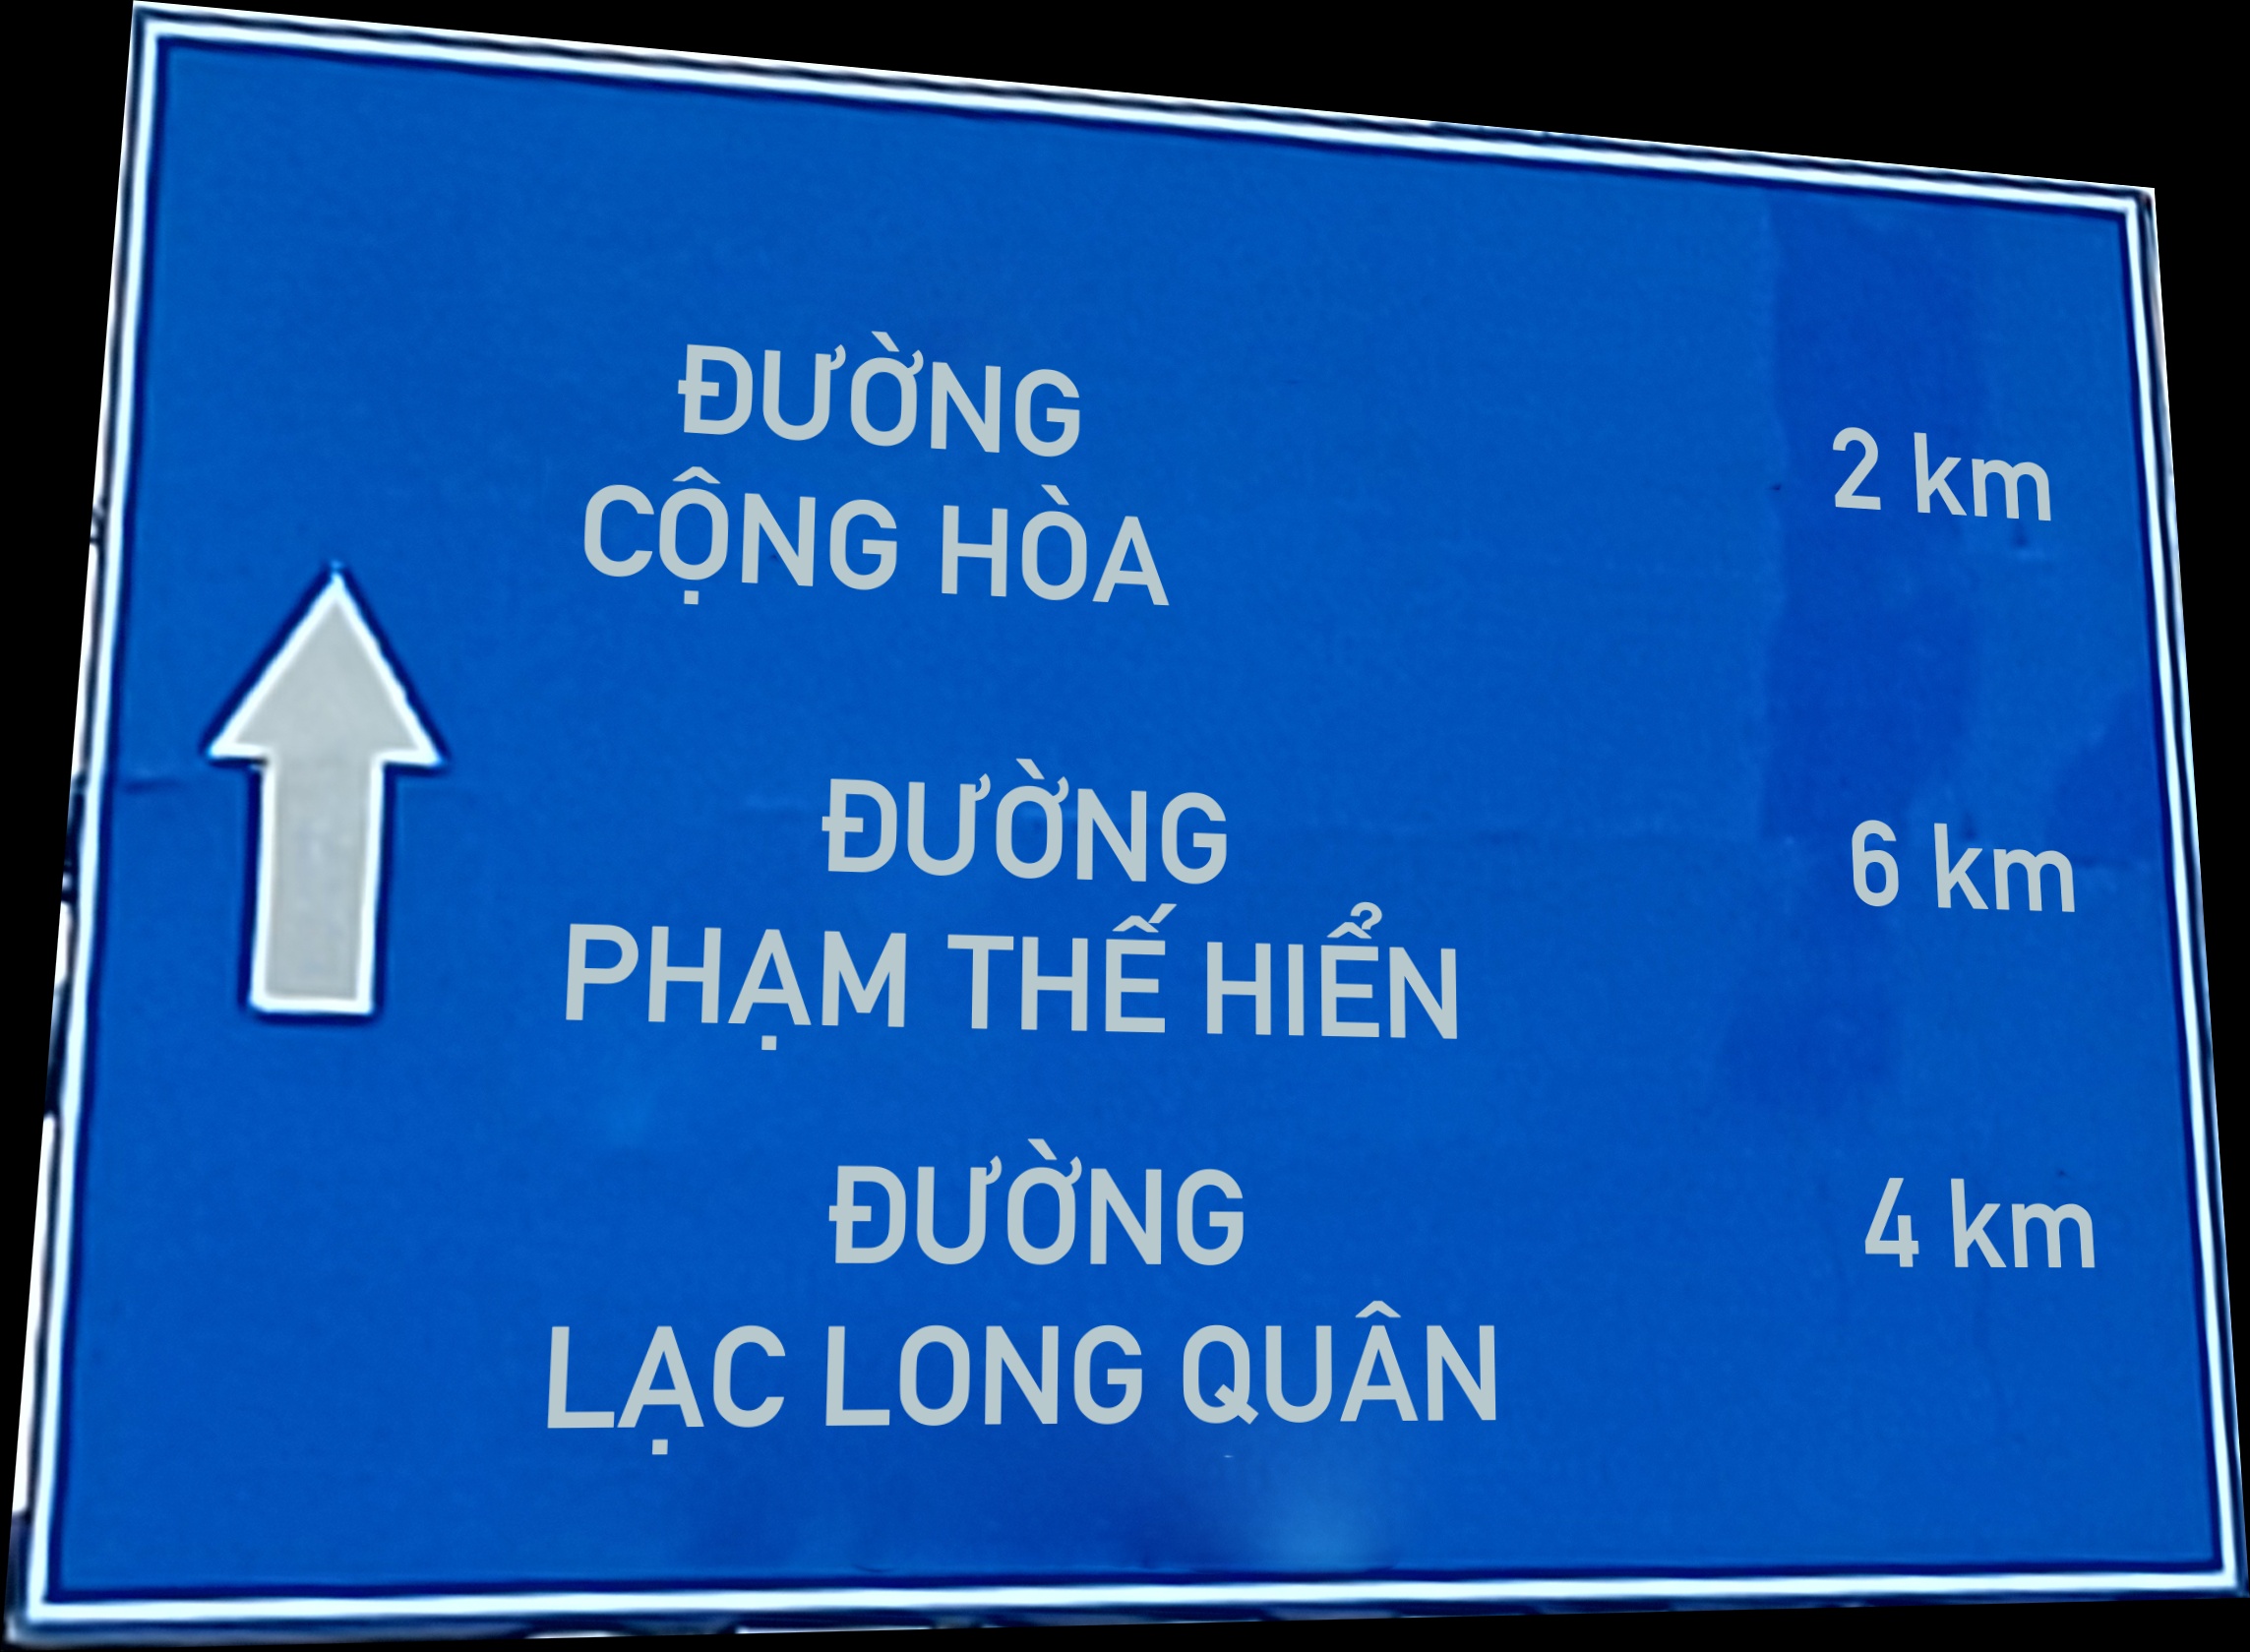 ĐƯỜNG
CỘNG HÒA
2 km
ĐƯỜNG
PHẠM THẾ HIỂN
6 km
ĐƯỜNG
LẠC LONG QUÂN
4 km